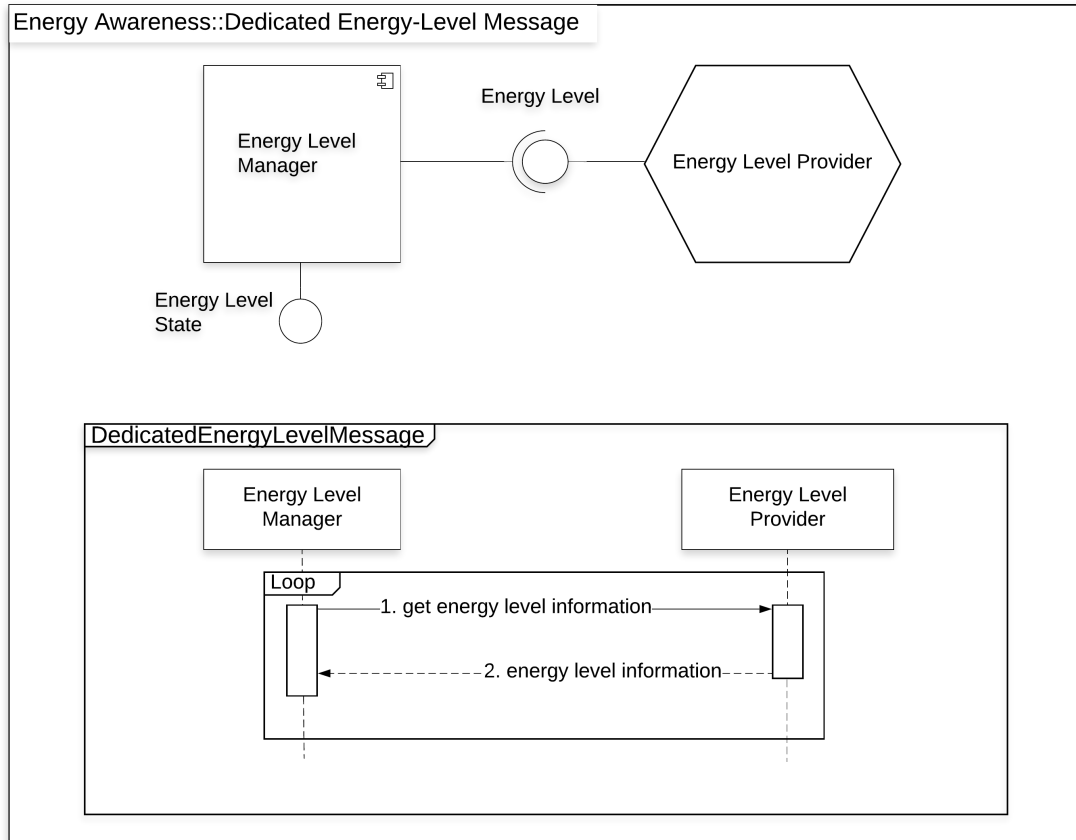 Energy Awareness::Dedicated Energy-Level Message
Energy Level
Energy Level
Manager
Energy Level Provider
Energy Level
State
DedicatedEnergyLevelMessage
Energy Level
Manager
Energy Level
Provider
Loop
1. get energy level information
2. energy level information